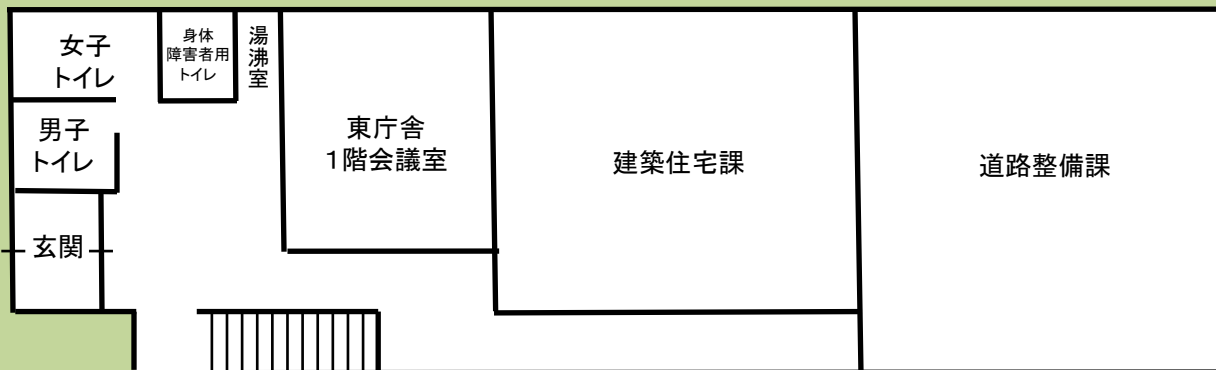 女子
トイレ
身体
障害者用
トイレ
湯沸室
男子
トイレ
東庁舎
1階会議室
建築住宅課
道路整備課
玄関